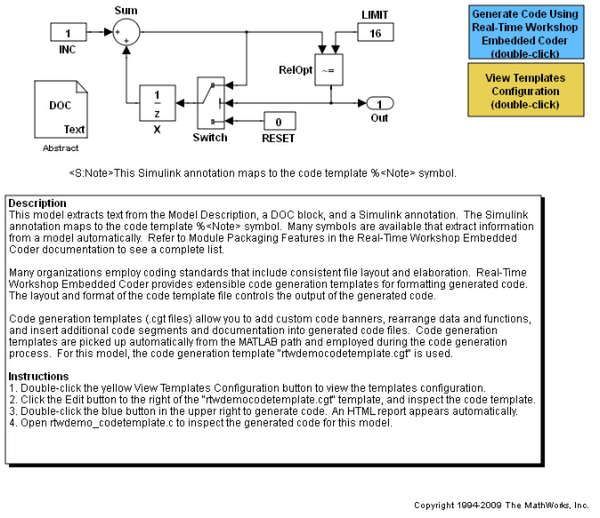 Sum
LIMIT
1
INC
16
RelOpt
~=
DOC
Text
Abstract
1
z
X
Switch
0
RESET
1
Out
Generate Code Using
Real-Time Workshop
Embedded Coder
(double-click)
View Templates
Configuration
(double-click)
<S:Note>This Simulink annotation maps to the code template %<Note> symbol.
Description
This model extracts text from the Model Description, a DOC block, and a Simulink annotation. The Simulink
annotation maps to the code template %<Note> symbol. Many symbols are available that extract information
from a model automatically. Refer to Module Packaging Features in the Real-Time Workshop Embedded
Coder documentation to see a complete list.
Many organizations employ coding standards that include consistent file layout and elaboration. Real-Time
Workshop Embedded Coder provides extensible code generation templates for formatting generated code.
The layout and format of the code template file controls the output of the generated code.
Code generation templates (.cgt files) allow you to add custom code banners, rearrange data and functions,
and insert additional code segments and documentation into generated code files. Code generation
templates are picked up automatically from the MATLAB path and employed during the code generation
process. For this model, the code generation template "rtwdemocodetemplate.cgt" is used.
Instructions
1. Double-click the yellow View Templates Configuration button to view the templates configuration.
2. Click the Edit button to the right of the "rtwdemocodetemplate.cgt" template, and inspect the code template.
3. Double-click the blue button in the upper right to generate code. An HTML report appears automatically.
4. Open rtwdemo_codetemplate.c to inspect the generated code for this model.
Copyright 1994-2009 The MathWorks, Inc.